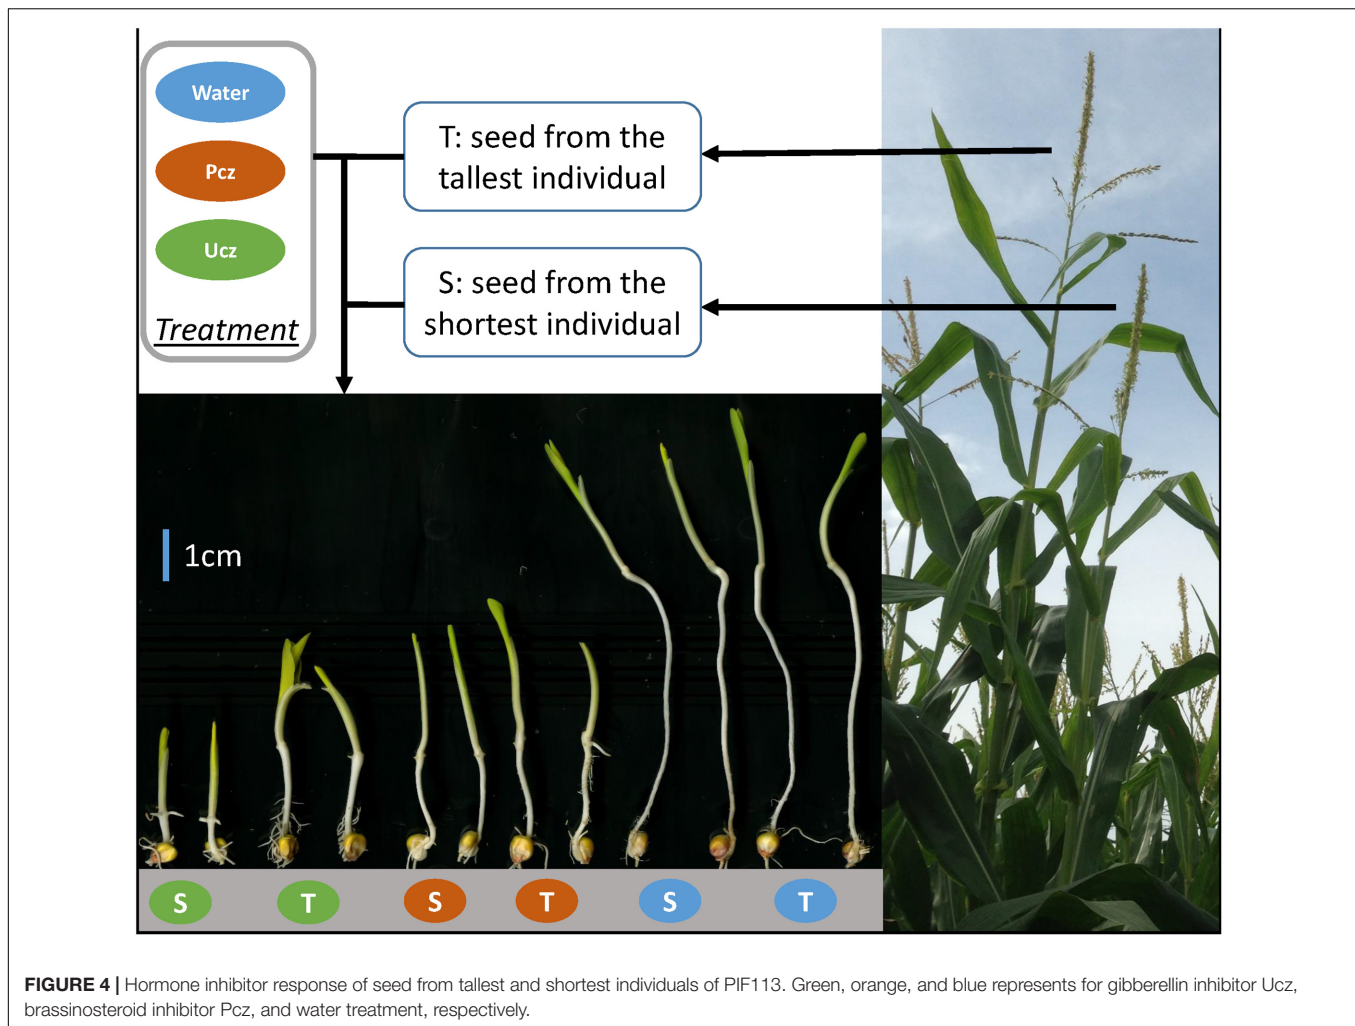 Water
Pcz
Ucz
Treatment
T: seed from the
tallest individual
S: seed from the
shortest individual
1cm
S T S T S T
FIGURE 4 | Hormone inhibitor response of seed from tallest and shortest individuals of PIF113. Green, orange, and blue represents for gibberellin inhibitor Ucz,
brassinosteroid inhibitor Pcz, and water treatment, respectively.